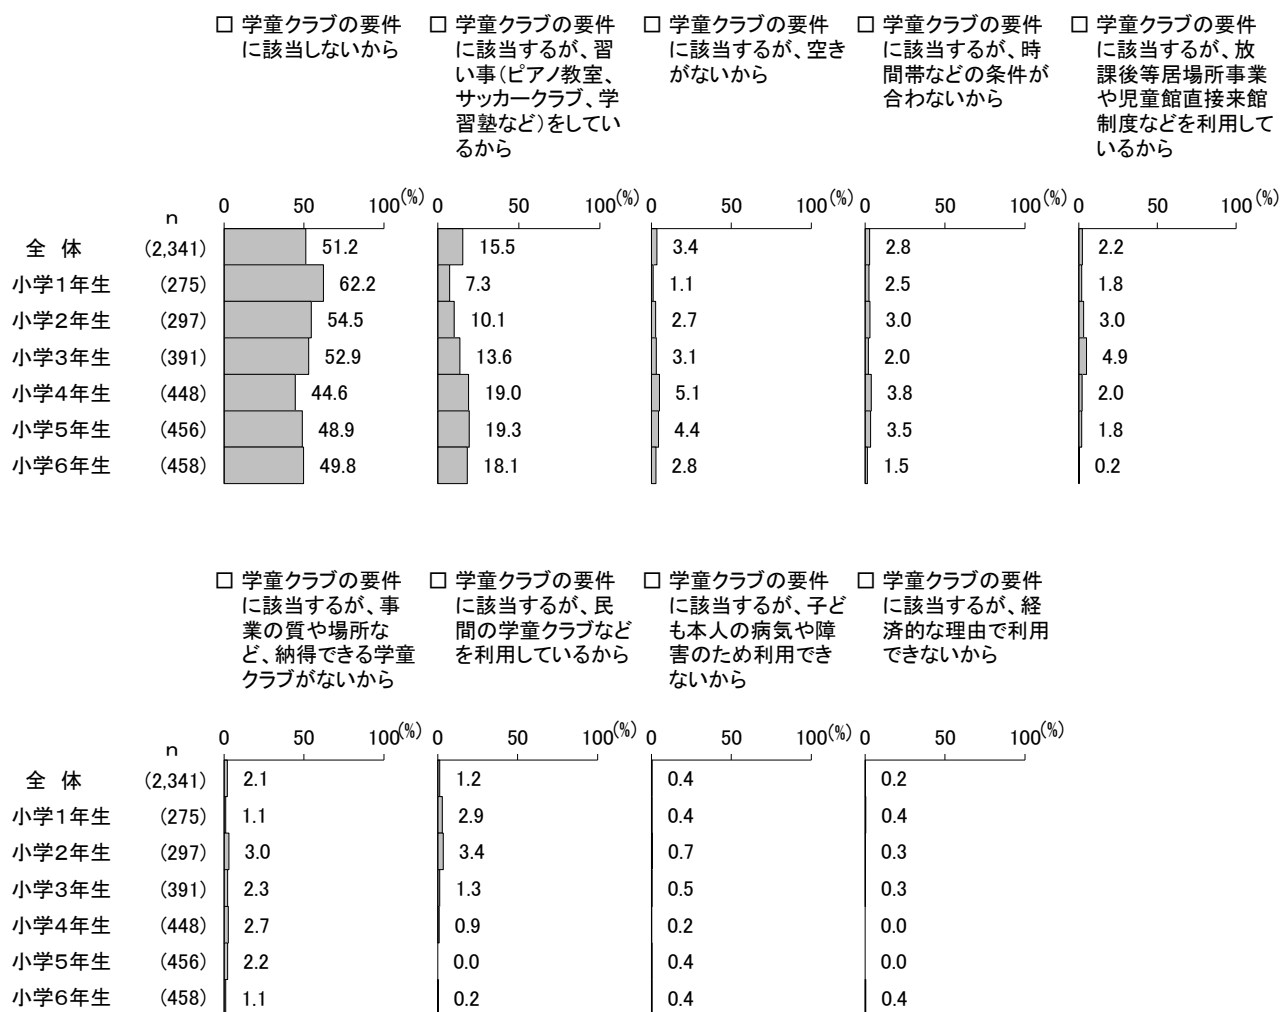 □ 学童クラブの要件に該当しないから
□ 学童クラブの要件に該当するが、習い事（ピアノ教室、サッカークラブ、学習塾など）をしているから
□ 学童クラブの要件に該当するが、空きがないから
□ 学童クラブの要件に該当するが、時間帯などの条件が合わないから
□ 学童クラブの要件に該当するが、放課後等居場所事業や児童館直接来館制度などを利用しているから
n 0 50 100(%) 0 50 100(%) 0 50 100(%) 0 50 100(%) 0 50 100(%)
全 体 (2,341) 51.2 15.5 3.4 2.8 2.2
小学1年生 (275) 62.2 7.3 1.1 2.5 1.8
小学2年生 (297) 54.5 10.1 2.7 3.0 3.0
小学3年生 (391) 52.9 13.6 3.1 2.0 4.9
小学4年生 (448) 44.6 19.0 5.1 3.8 2.0
小学5年生 (456) 48.9 19.3 4.4 3.5 1.8
小学6年生 (458) 49.8 18.1 2.8 1.5 0.2
□ 学童クラブの要件に該当するが、事業の質や場所など、納得できる学童クラブがないから
□ 学童クラブの要件に該当するが、民間の学童クラブなどを利用しているから
□ 学童クラブの要件に該当するが、子ども本人の病気や障害のため利用できないから
□ 学童クラブの要件に該当するが、経済的な理由で利用できないから
n 0 50 100(%) 0 50 100(%) 0 50 100(%) 0 50 100(%)
全 体 (2,341) 2.1 1.2 0.4 0.2
小学1年生 (275) 1.1 2.9 0.4 0.4
小学2年生 (297) 3.0 3.4 0.7 0.3
小学3年生 (391) 2.3 1.3 0.5 0.3
小学4年生 (448) 2.7 0.9 0.2 0.0
小学5年生 (456) 2.2 0.0 0.4 0.0
小学6年生 (458) 1.1 0.2 0.4 0.4